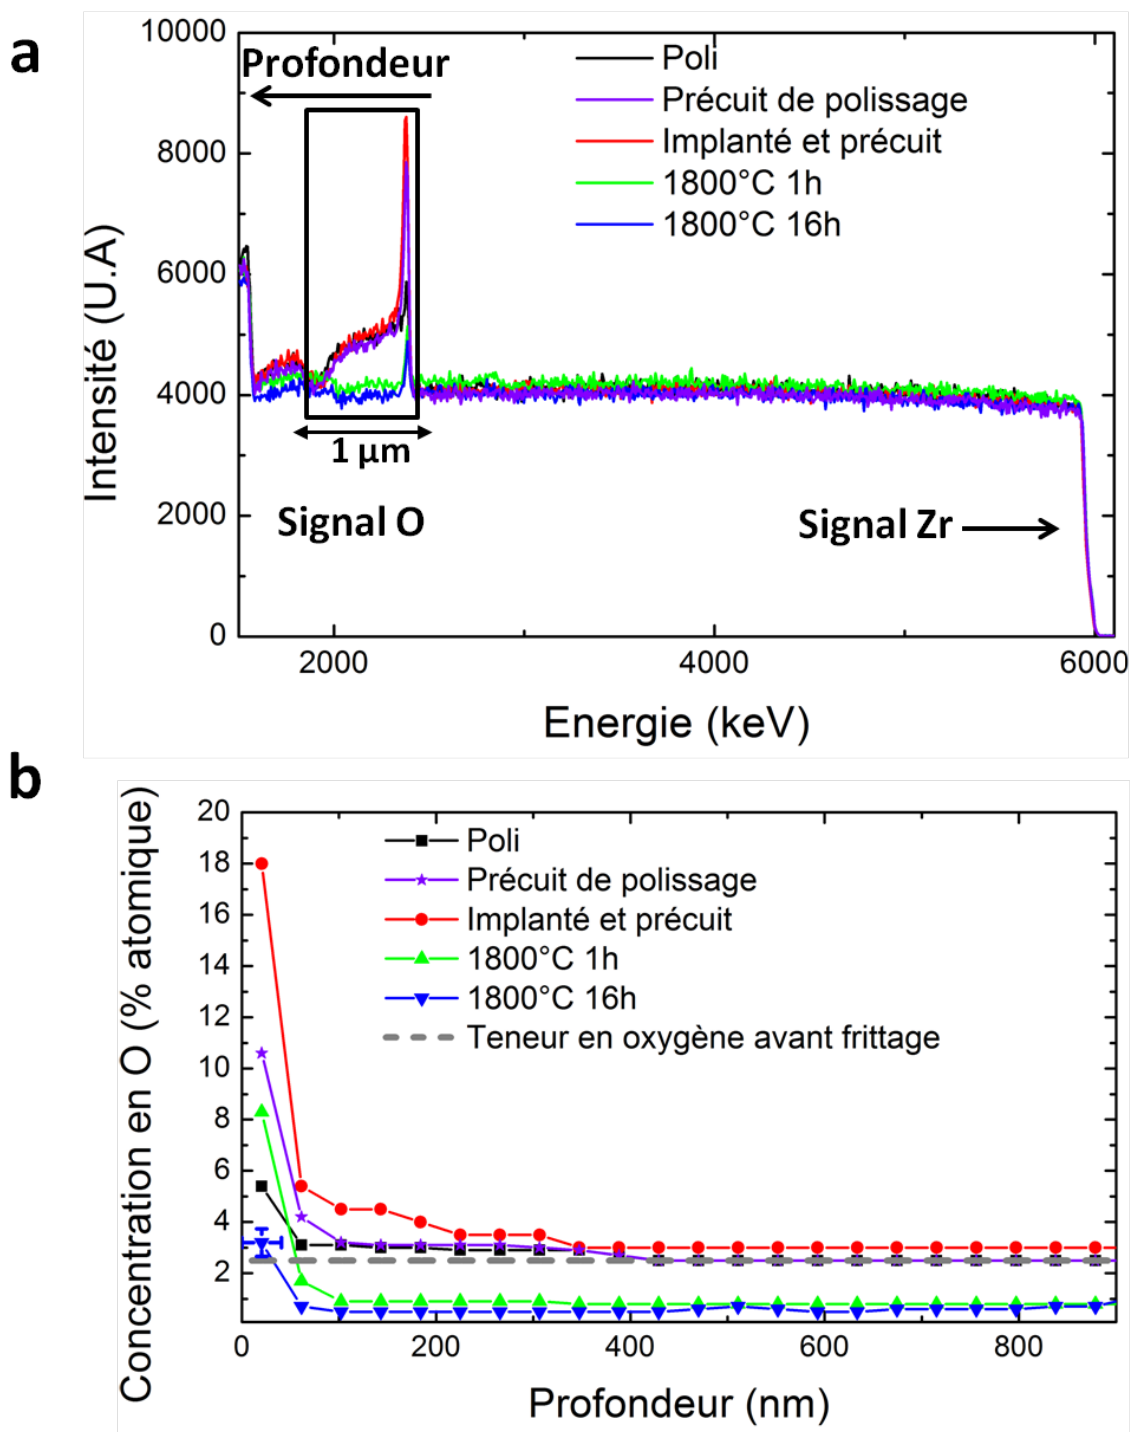 a
10000
8000
6000
4000
2000
0
Intensité (U.A)
Profondeur
Poli
Précuit de polissage
Implanté et précuit
1800°C 1h
1800°C 16h
1 µm
Signal O
Signal Zr
2000
4000
6000
Energie (keV)
b
20
18
16
14
12
10
8
6
4
2
Concentration en O (% atomique)
Poli
Précuit de polissage
Implanté et précuit
1800°C 1h
1800°C 16h
Teneur en oxygène avant frittage
0
200
400
600
800
Profondeur (nm)